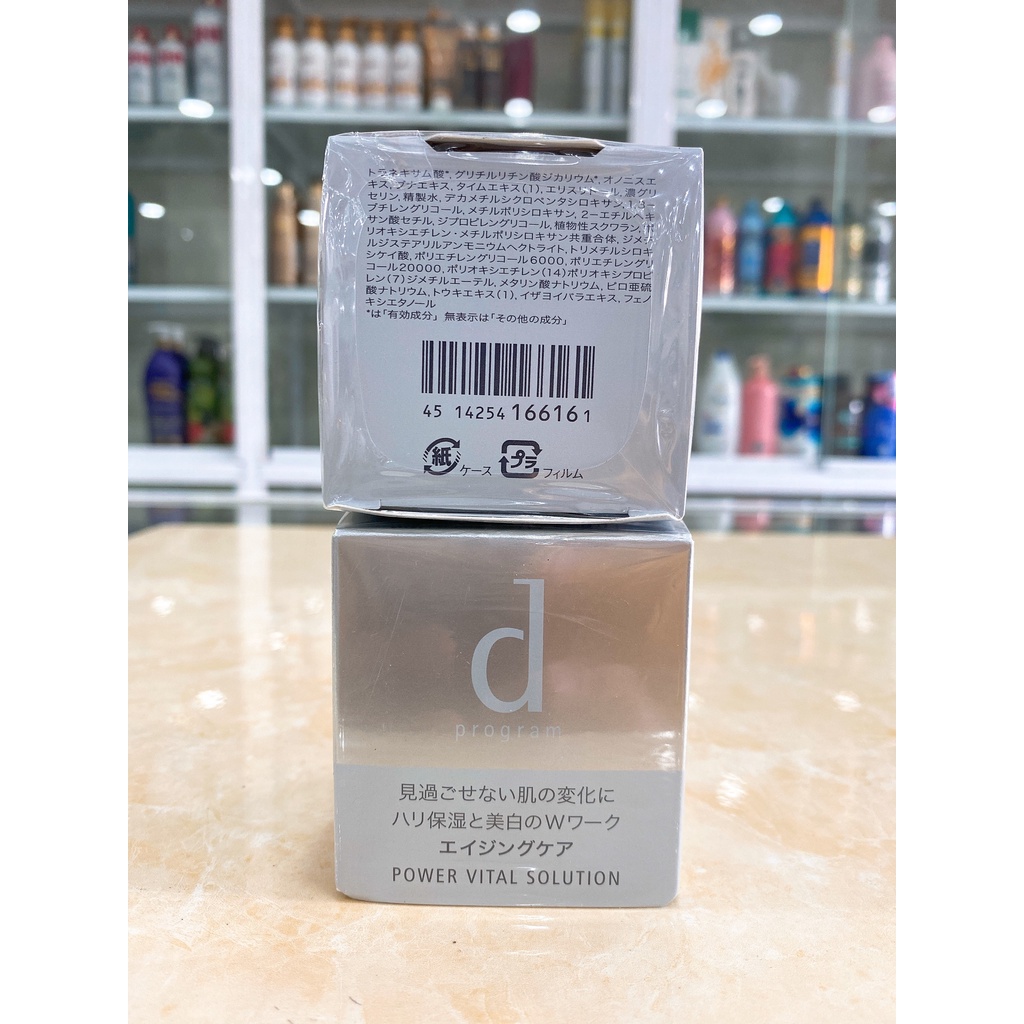 トラネキサム酸*, グリチルリチン酸ジカリウム*, オノニスエ
キス, ブナエキス, タイムエキス(1), エリスリトール, 濃グリ
セリン, 精製水, デカメチルシクロペンタシロキサン, 1,3-
ブチレングリコール, メチルポリシロキサン, 2-エチルヘキ
サン酸セチル, ジプロピレングリコール, 植物性スクワラン, ポ
リオキシエチレン・メチルポリシロキサン共重合体, ジメチ
ルジステアリルアンモニウムヘクトライト, トリメチルシロキ
シケイ酸, ポリエチレングリコール6000, ポリエチレングリ
コール20000, ポリオキシエチレン(14)ポリオキシプロピ
レン(7)ジメチルエーテル, メタリン酸ナトリウム, ピロ亜硫
酸ナトリウム, トウキエキス(1), イザヨイバラエキス, フェノ
キシエタノール
*は「有効成分」 無表示は「その他の成分」
45 14254 166161
紙 ケース プラ フィルム
d
program
見過ごせない肌の変化に
ハリ保湿と美白のWワーク
エイジングケア
POWER VITAL SOLUTION